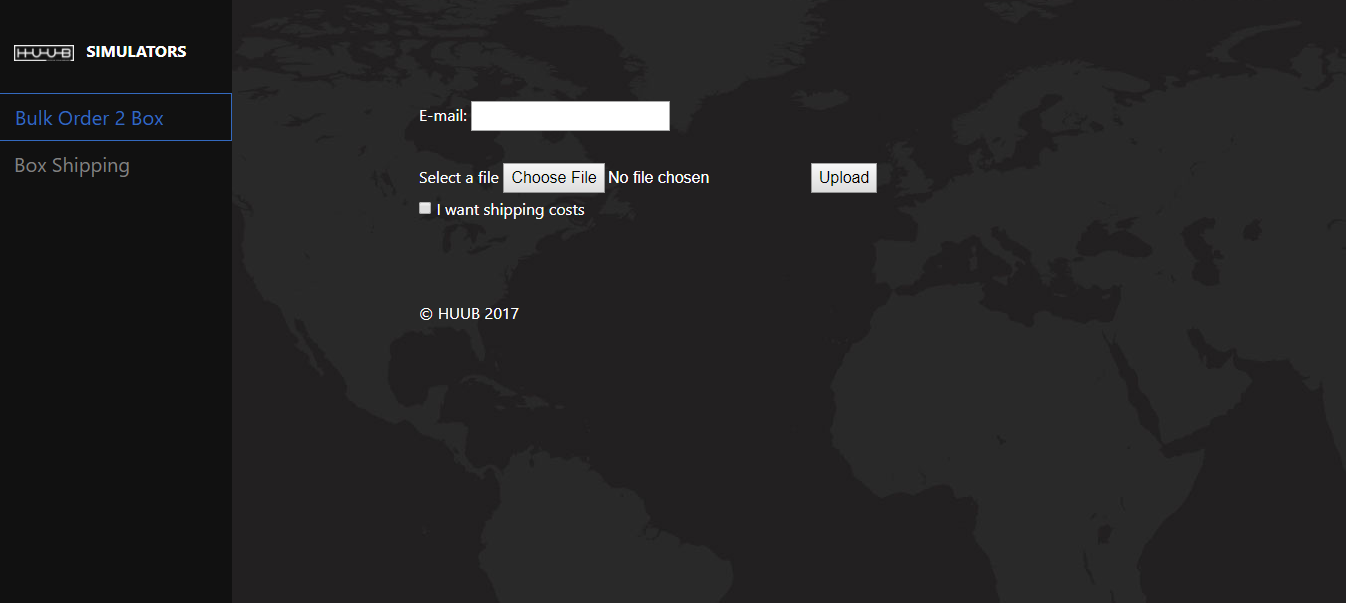 HUUB SIMULATORS
Bulk Order 2 Box
Box Shipping
E-mail:
Select a file Choose File No file chosen Upload
I want shipping costs
© HUUB 2017